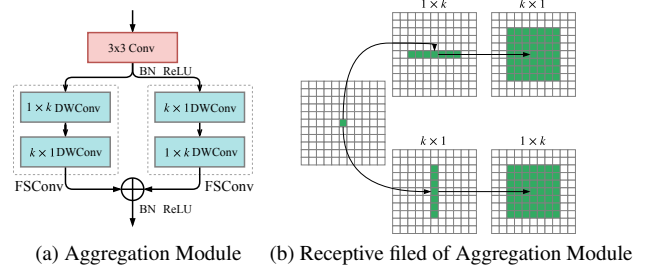 3x3 Conv
BN ReLU
1 × k DWConv
k × 1 DWConv
k × 1 DWConv
1 × k DWConv
FSConv
FSConv
BN ReLU
(a) Aggregation Module
1 × k
k × 1
k × 1
1 × k
(b) Receptive filed of Aggregation Module